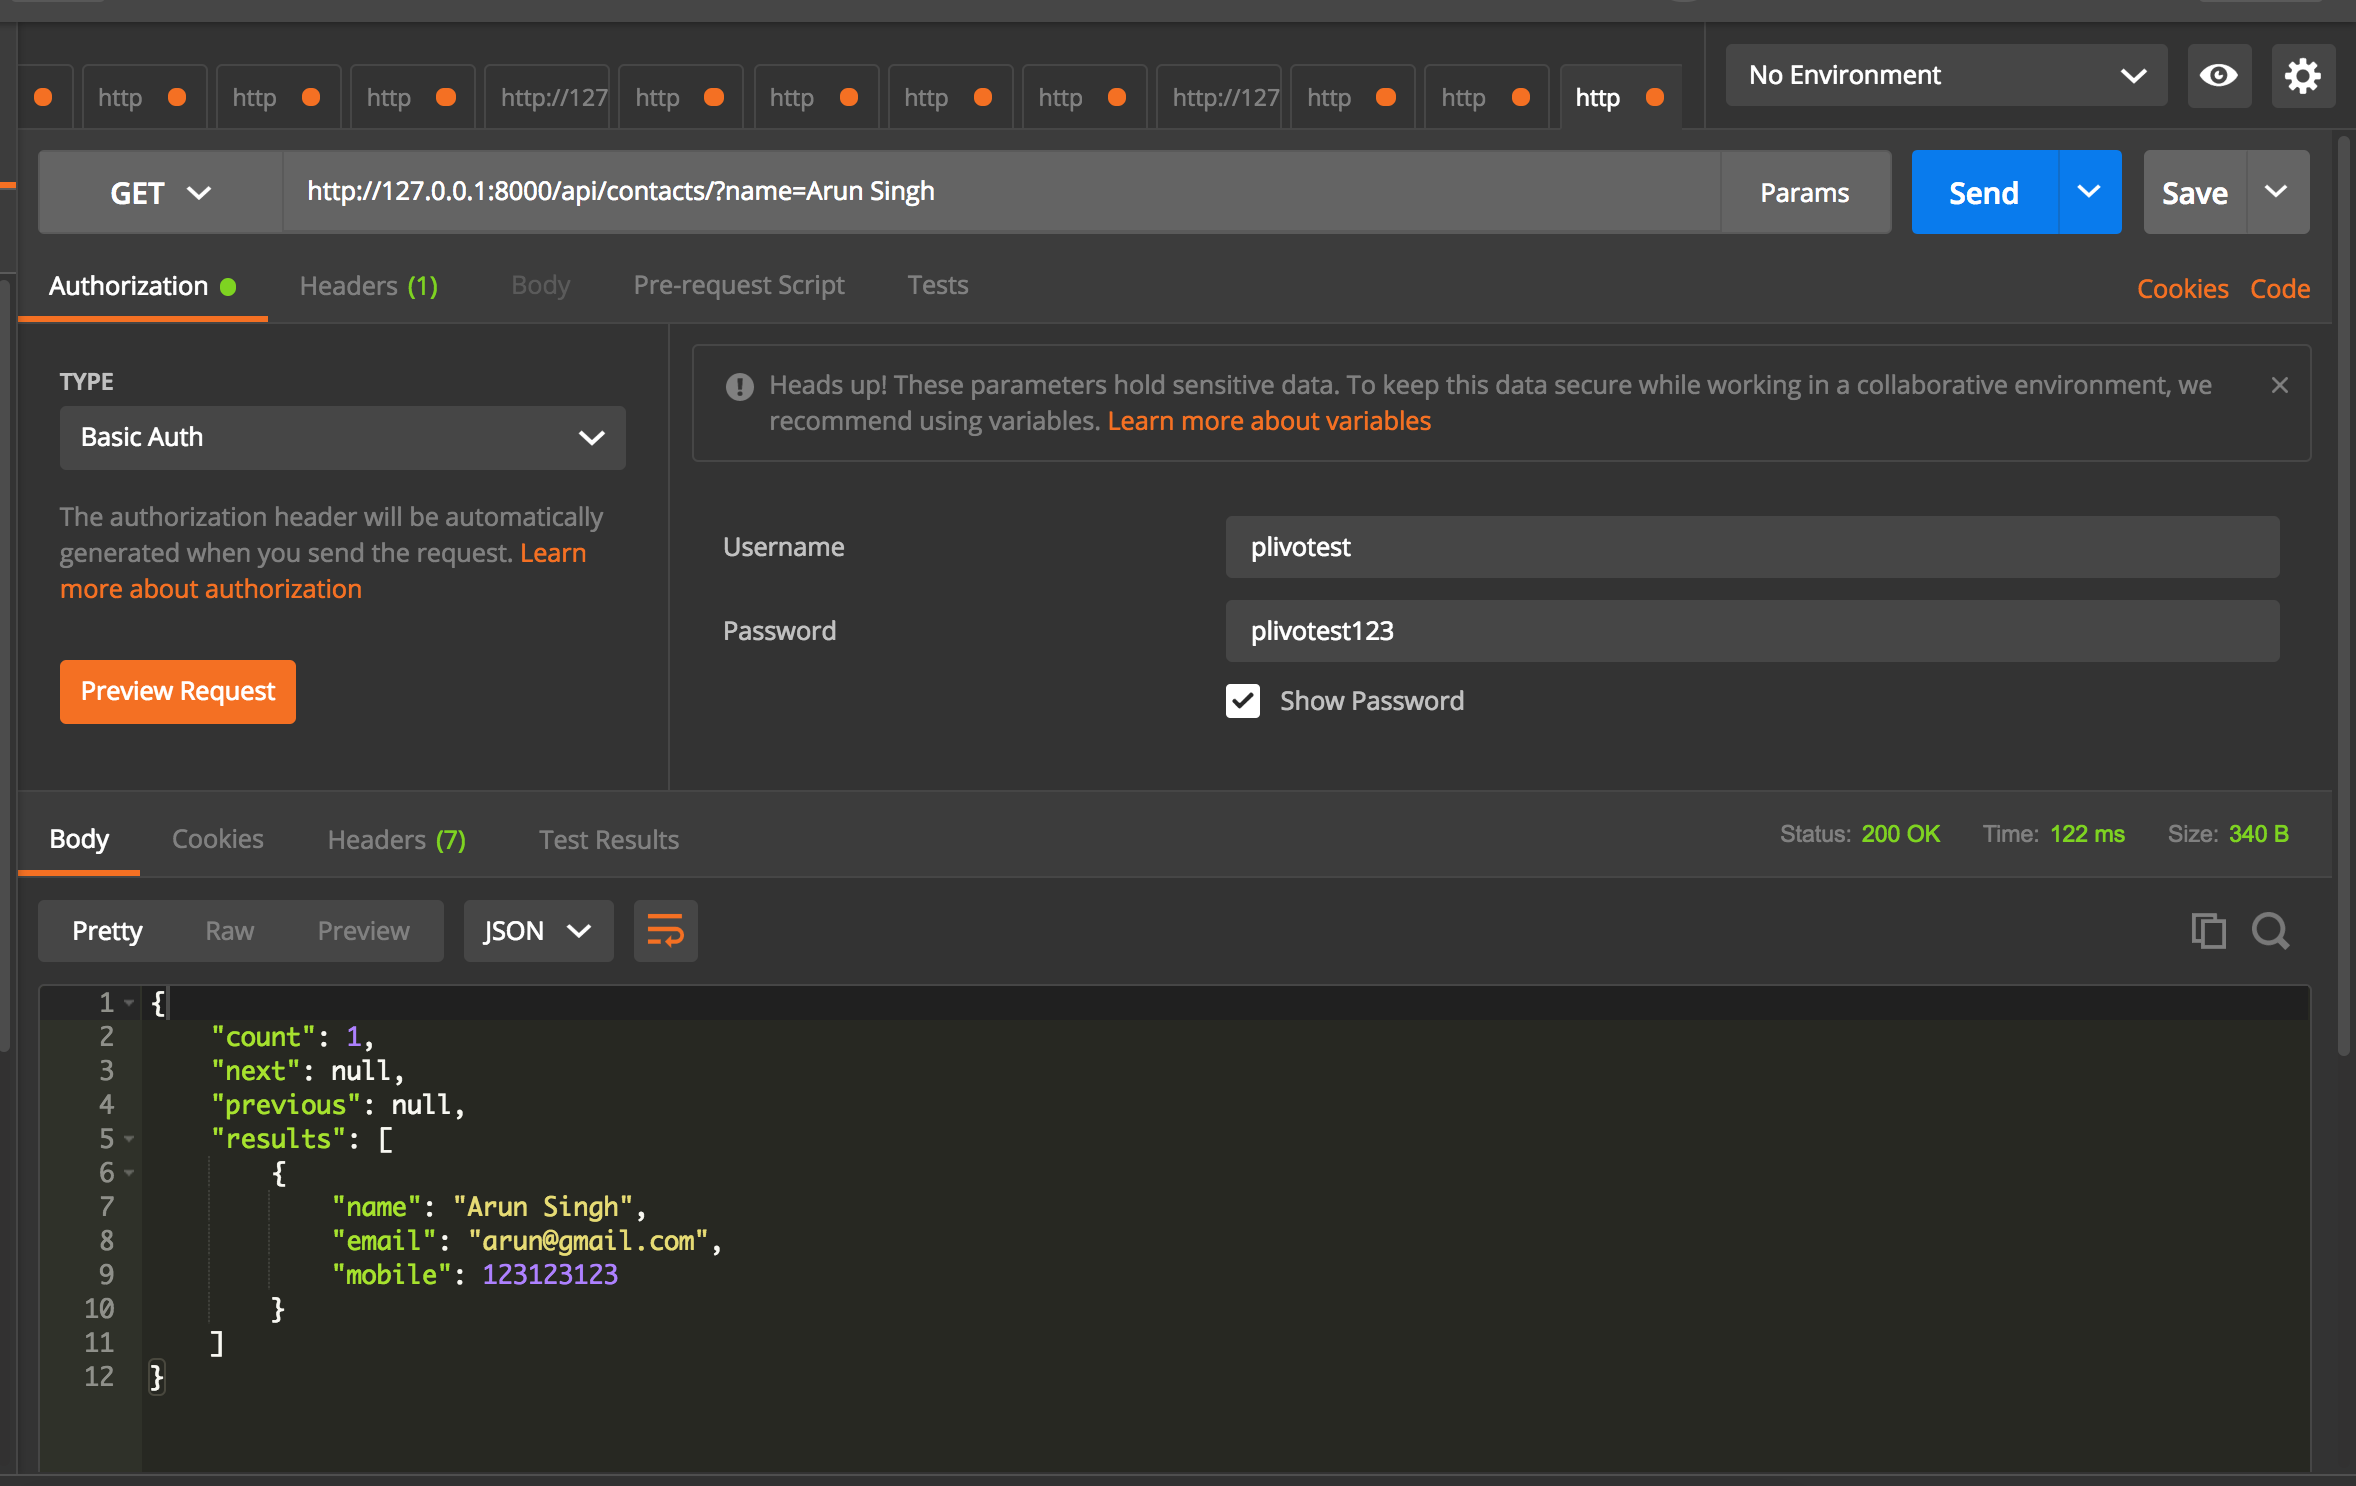 http http http http://127 http http http http http://127 http http http No Environment
GET http://127.0.0.1:8000/api/contacts/?name=Arun Singh Params Send Save
Authorization Headers (1) Body Pre-request Script Tests Cookies Code
TYPE
Basic Auth
The authorization header will be automatically
generated when you send the request. Learn
more about authorization
Preview Request
Heads up! These parameters hold sensitive data. To keep this data secure while working in a collaborative environment, we
recommend using variables. Learn more about variables
Username plivotest
Password plivotest123
Show Password
Body Cookies Headers (7) Test Results Status: 200 OK Time: 122 ms Size: 340 B
Pretty Raw Preview JSON
1 {
2 "count": 1,
3 "next": null,
4 "previous": null,
5 "results": [
6 {
7 "name": "Arun Singh",
8 "email": "arun@gmail.com",
9 "mobile": 123123123
10 }
11 ]
12 }